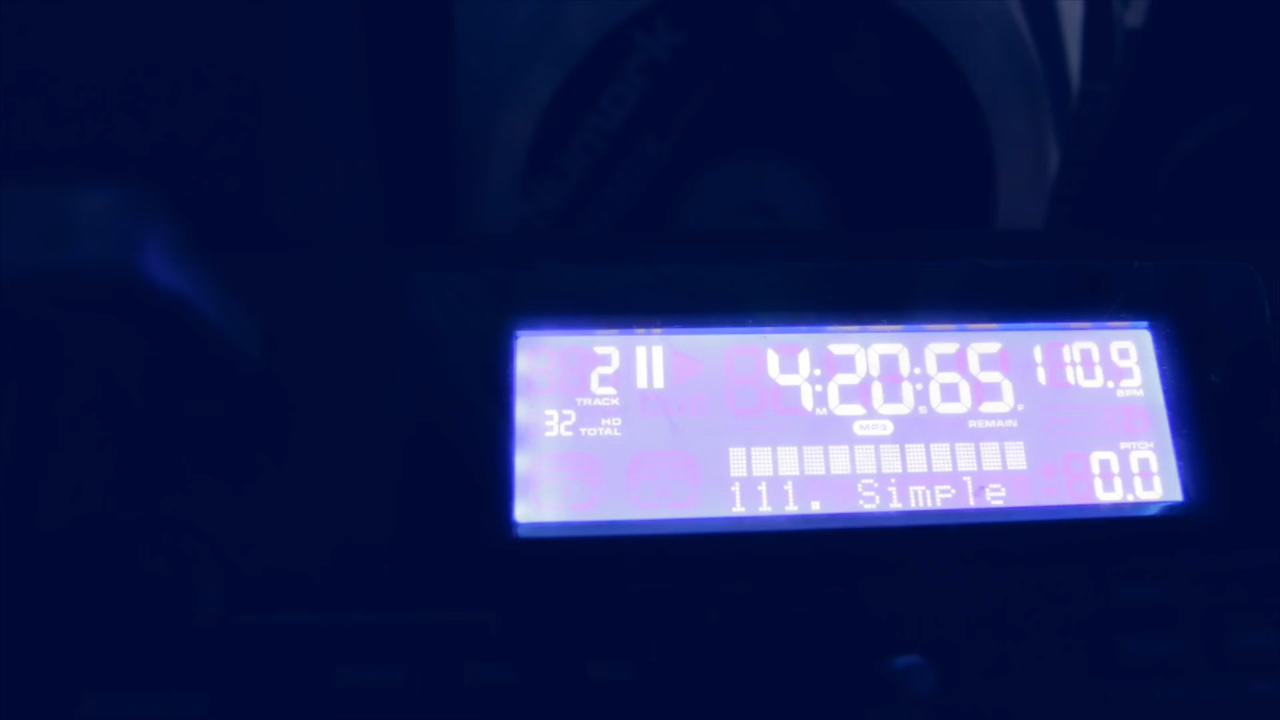 2 4:20:65 110.9
TRACK M S F BPM
32 HD TOTAL MP3 REMAIN
PITCH
0.0
111. Simple